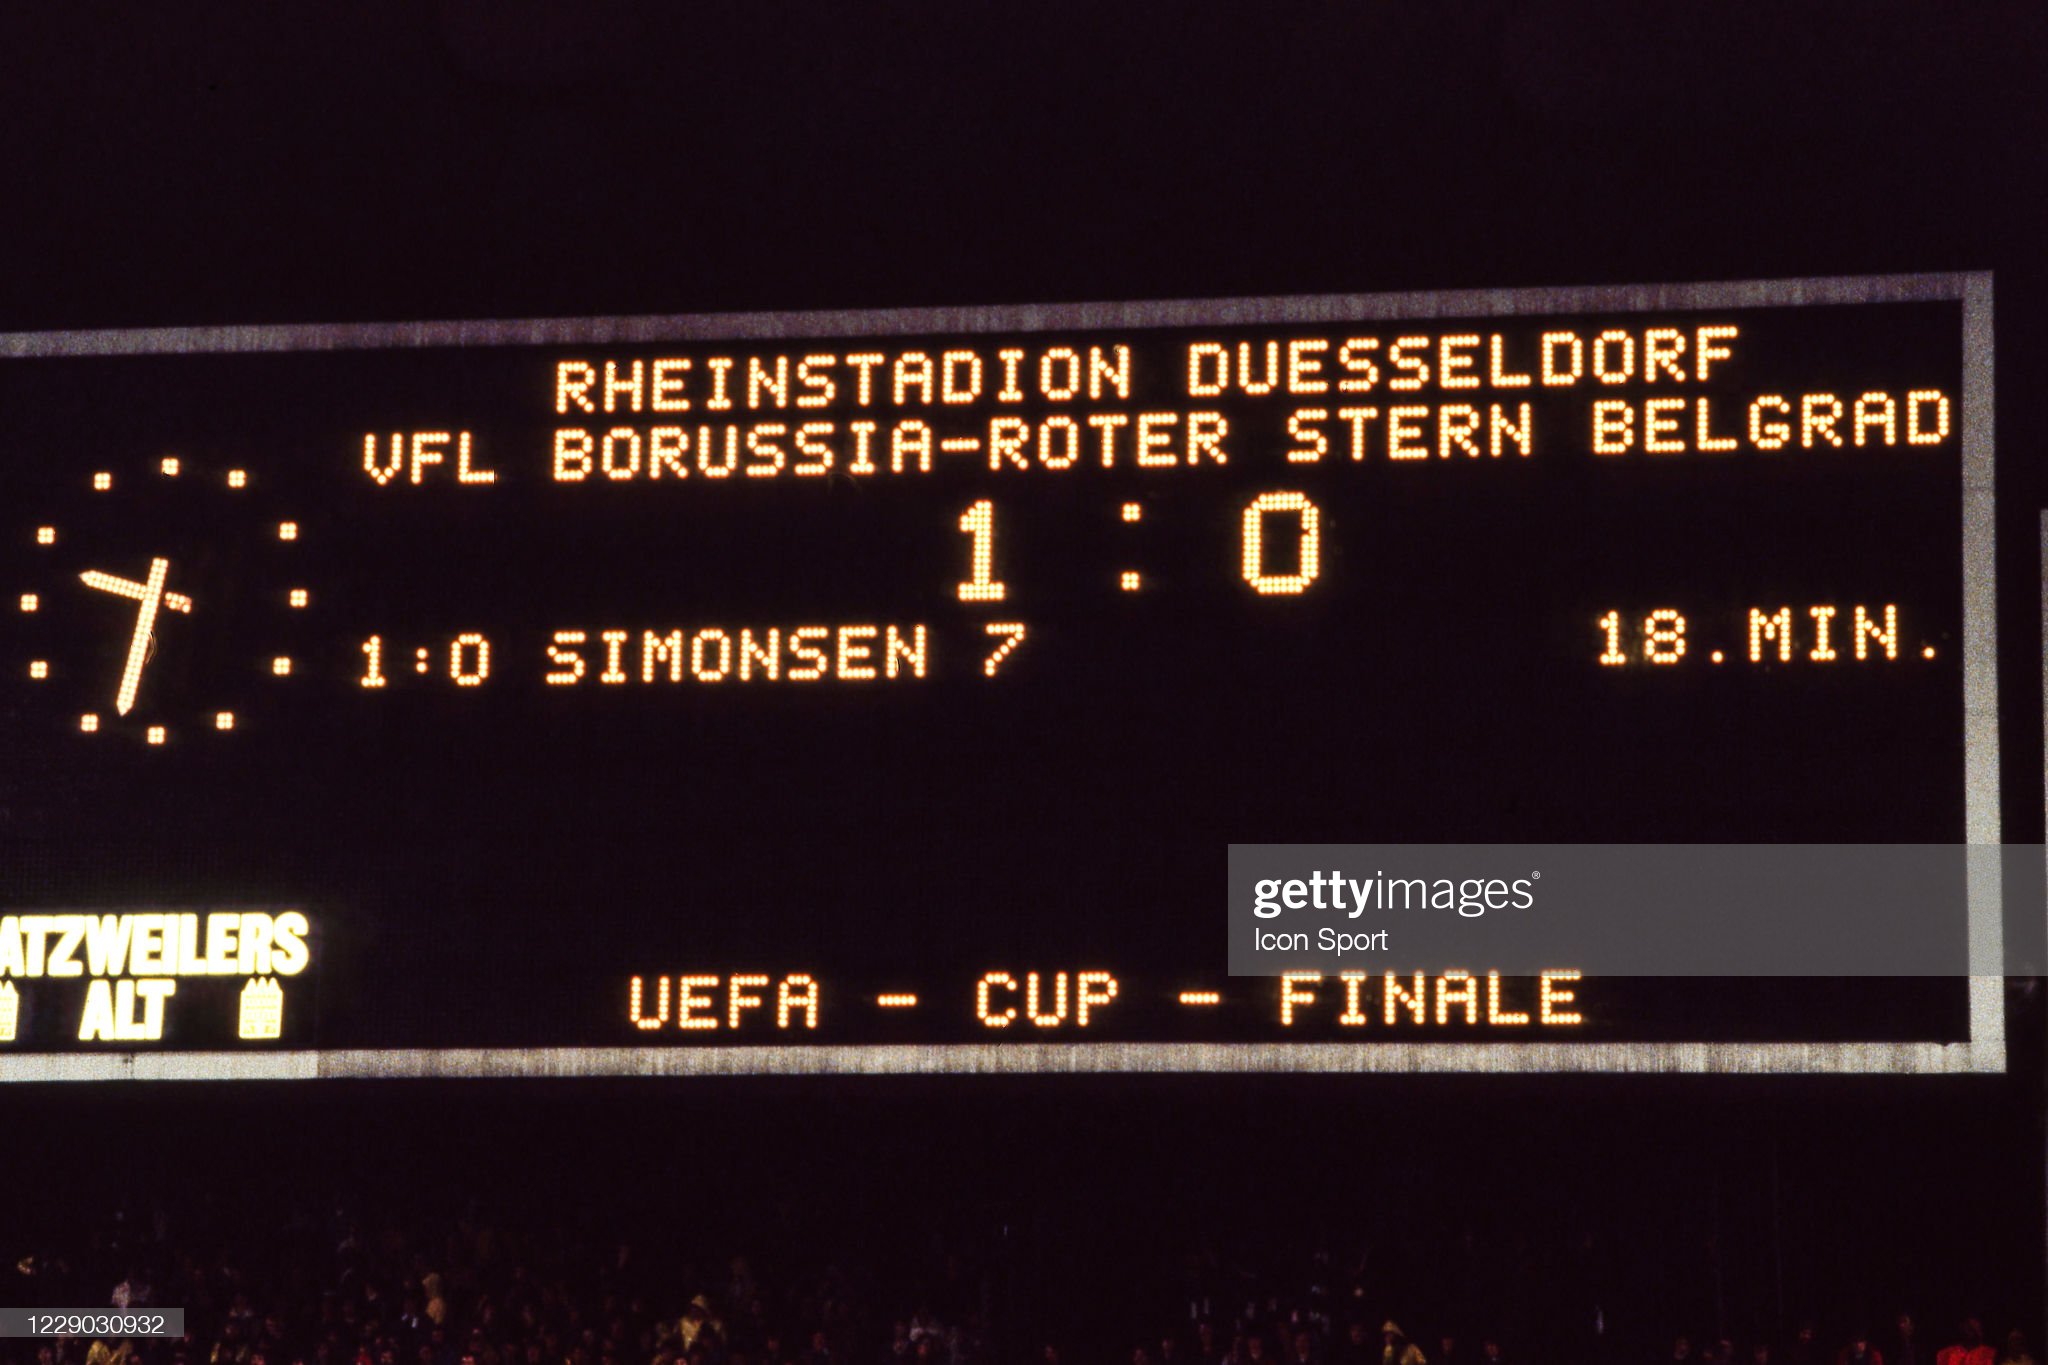 RHEINSTADION DUESSELDORF
VFL BORUSSIA-ROTER STERN BELGRAD
1 : 0
1:0 SIMONSEN 7 18.MIN.
ATZWEILERS
ALT
UEFA - CUP - FINALE
gettyimages®
Icon Sport
1229030932